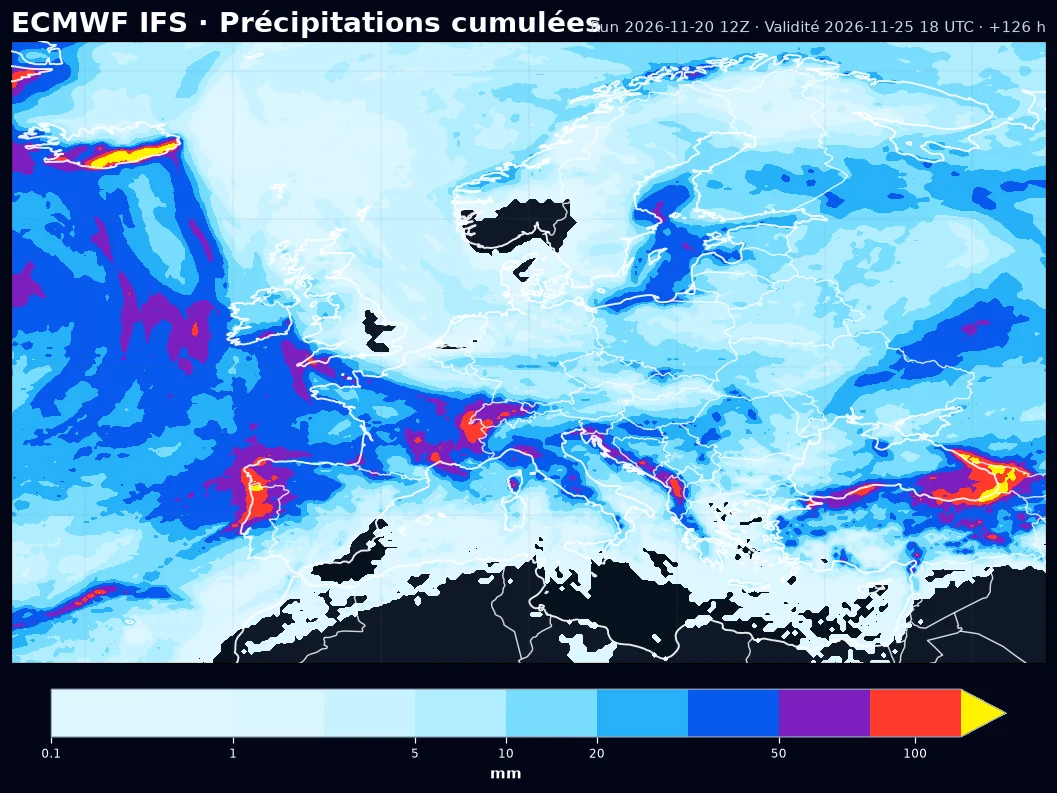 ECMWF IFS · Précipitations cumulées
Run 2026-11-20 12Z · Validité 2026-11-25 18 UTC · +126 h
0.1 1 5 10 20 50 100
mm